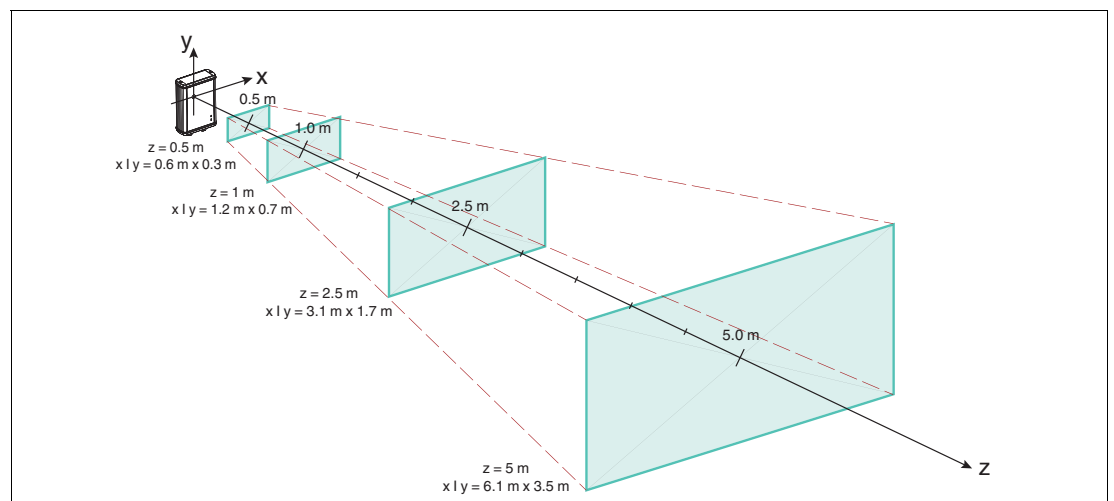 y
x
0.5 m
1.0 m
z = 0.5 m
x I y = 0.6 m x 0.3 m
z = 1 m
x I y = 1.2 m x 0.7 m
2.5 m
z = 2.5 m
x I y = 3.1 m x 1.7 m
5.0 m
z = 5 m
x I y = 6.1 m x 3.5 m
z